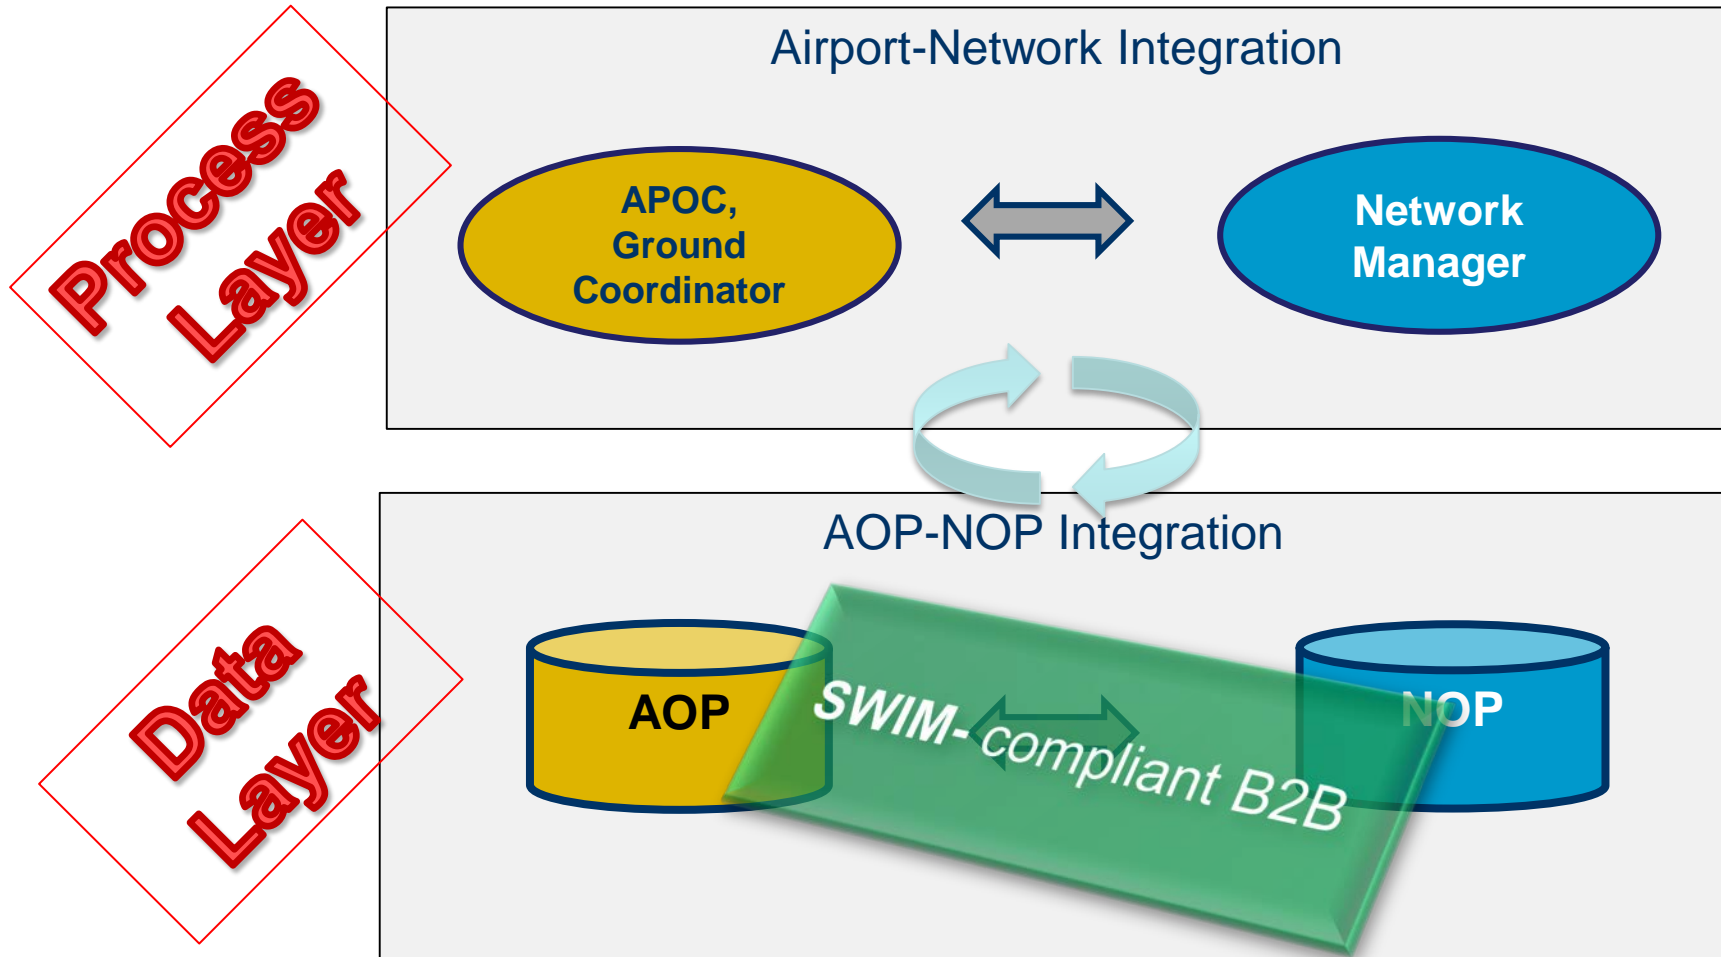 Airport-Network Integration
Process
Layer
APOC,
Ground
Coordinator
Network
Manager
AOP-NOP Integration
Data
Layer
AOP
SWIM- compliant B2B
NOP